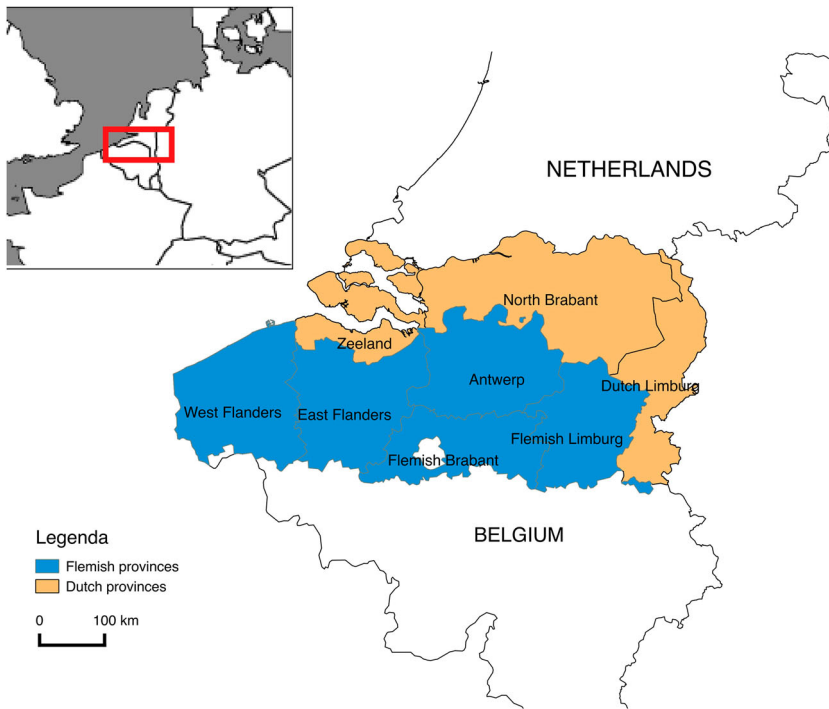 NETHERLANDS
North Brabant
Zeeland
Antwerp
Dutch Limburg
West Flanders
East Flanders
Flemish Limburg
Flemish Brabant
BELGIUM
Legenda
Flemish provinces
Dutch provinces
0 100 km